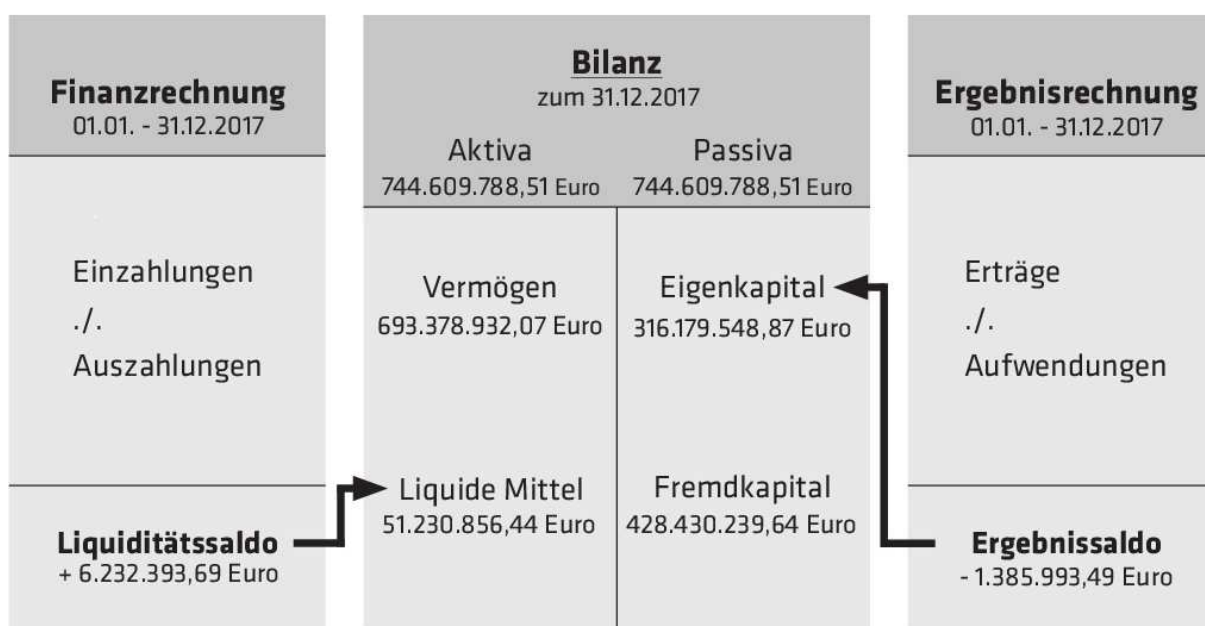 Finanzrechnung
01.01. - 31.12.2017
Einzahlungen
./.
Auszahlungen
Liquiditätssaldo
+ 6.232.393,69 Euro
Bilanz
zum 31.12.2017
Aktiva
744.609.788,51 Euro
Passiva
744.609.788,51 Euro
Vermögen
693.378.932,07 Euro
Liquide Mittel
51.230.856,44 Euro
Eigenkapital
316.179.548,87 Euro
Fremdkapital
428.430.239,64 Euro
Ergebnisrechnung
01.01. - 31.12.2017
Erträge
./.
Aufwendungen
Ergebnissaldo
- 1.385.993,49 Euro